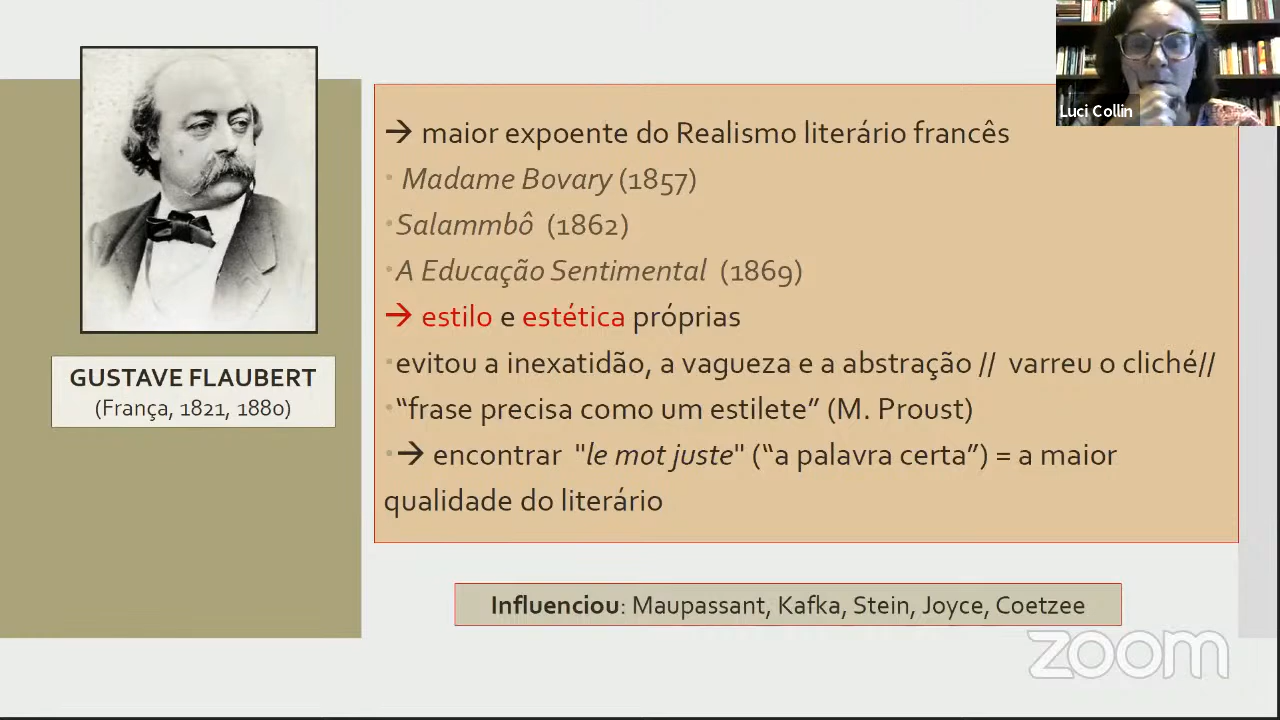 Luci Collin
→ maior expoente do Realismo literário francês
• Madame Bovary (1857)
• Salammbô (1862)
• A Educação Sentimental (1869)
→ estilo e estética próprias
• evitou a inexatidão, a vagueza e a abstração // varreu o cliché//
• “frase precisa como um estilete” (M. Proust)
• → encontrar "le mot juste" (“a palavra certa”) = a maior
qualidade do literário
GUSTAVE FLAUBERT
(França, 1821, 1880)
Influenciou: Maupassant, Kafka, Stein, Joyce, Coetzee
zoom